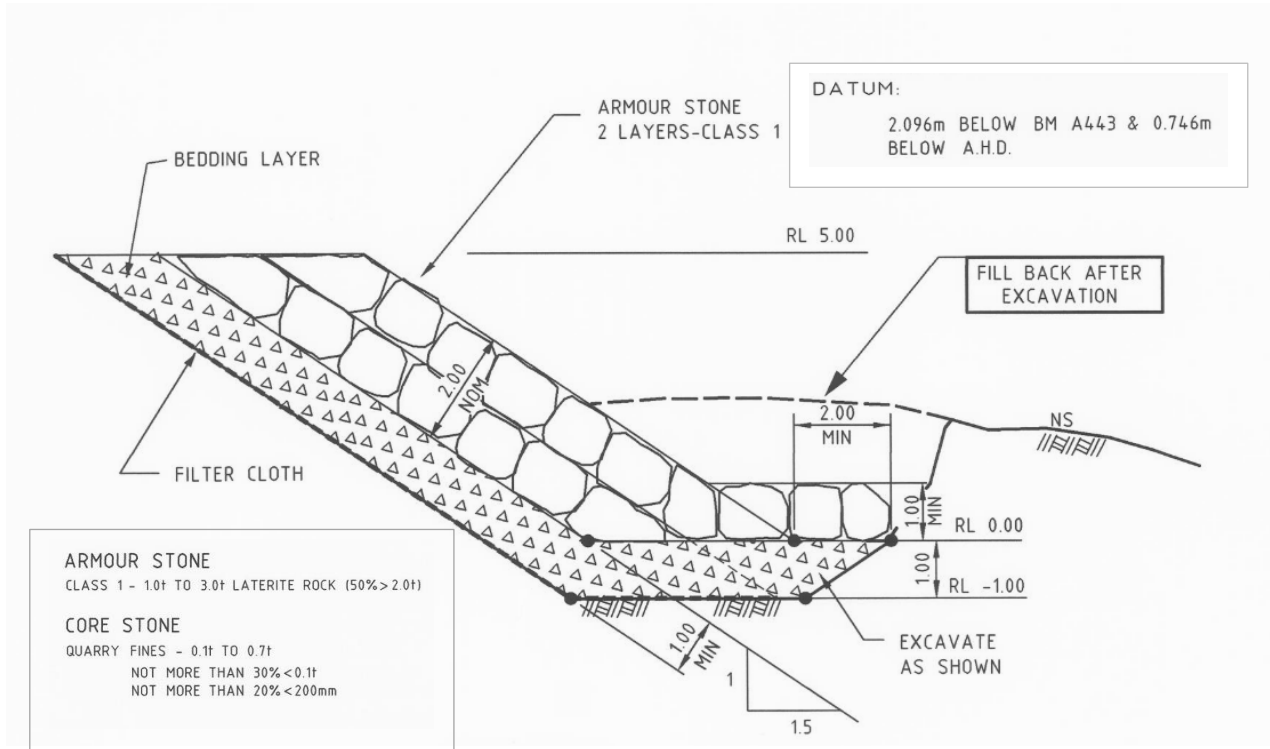 DATUM:
2.096m BELOW BM A443 & 0.746m
BELOW A.H.D.
ARMOUR STONE
2 LAYERS-CLASS 1
BEDDING LAYER
RL 5.00
FILL BACK AFTER
EXCAVATION
2.00
NOM
2.00
MIN
NS
FILTER CLOTH
1.00
MIN
RL 0.00
1.00
RL -1.00
ARMOUR STONE
CLASS 1 - 1.0t TO 3.0t LATERITE ROCK (50%>2.0t)
CORE STONE
QUARRY FINES - 0.1t TO 0.7t
NOT MORE THAN 30%<0.1t
NOT MORE THAN 20%<200mm
1.00
MIN
EXCAVATE
AS SHOWN
1
1.5